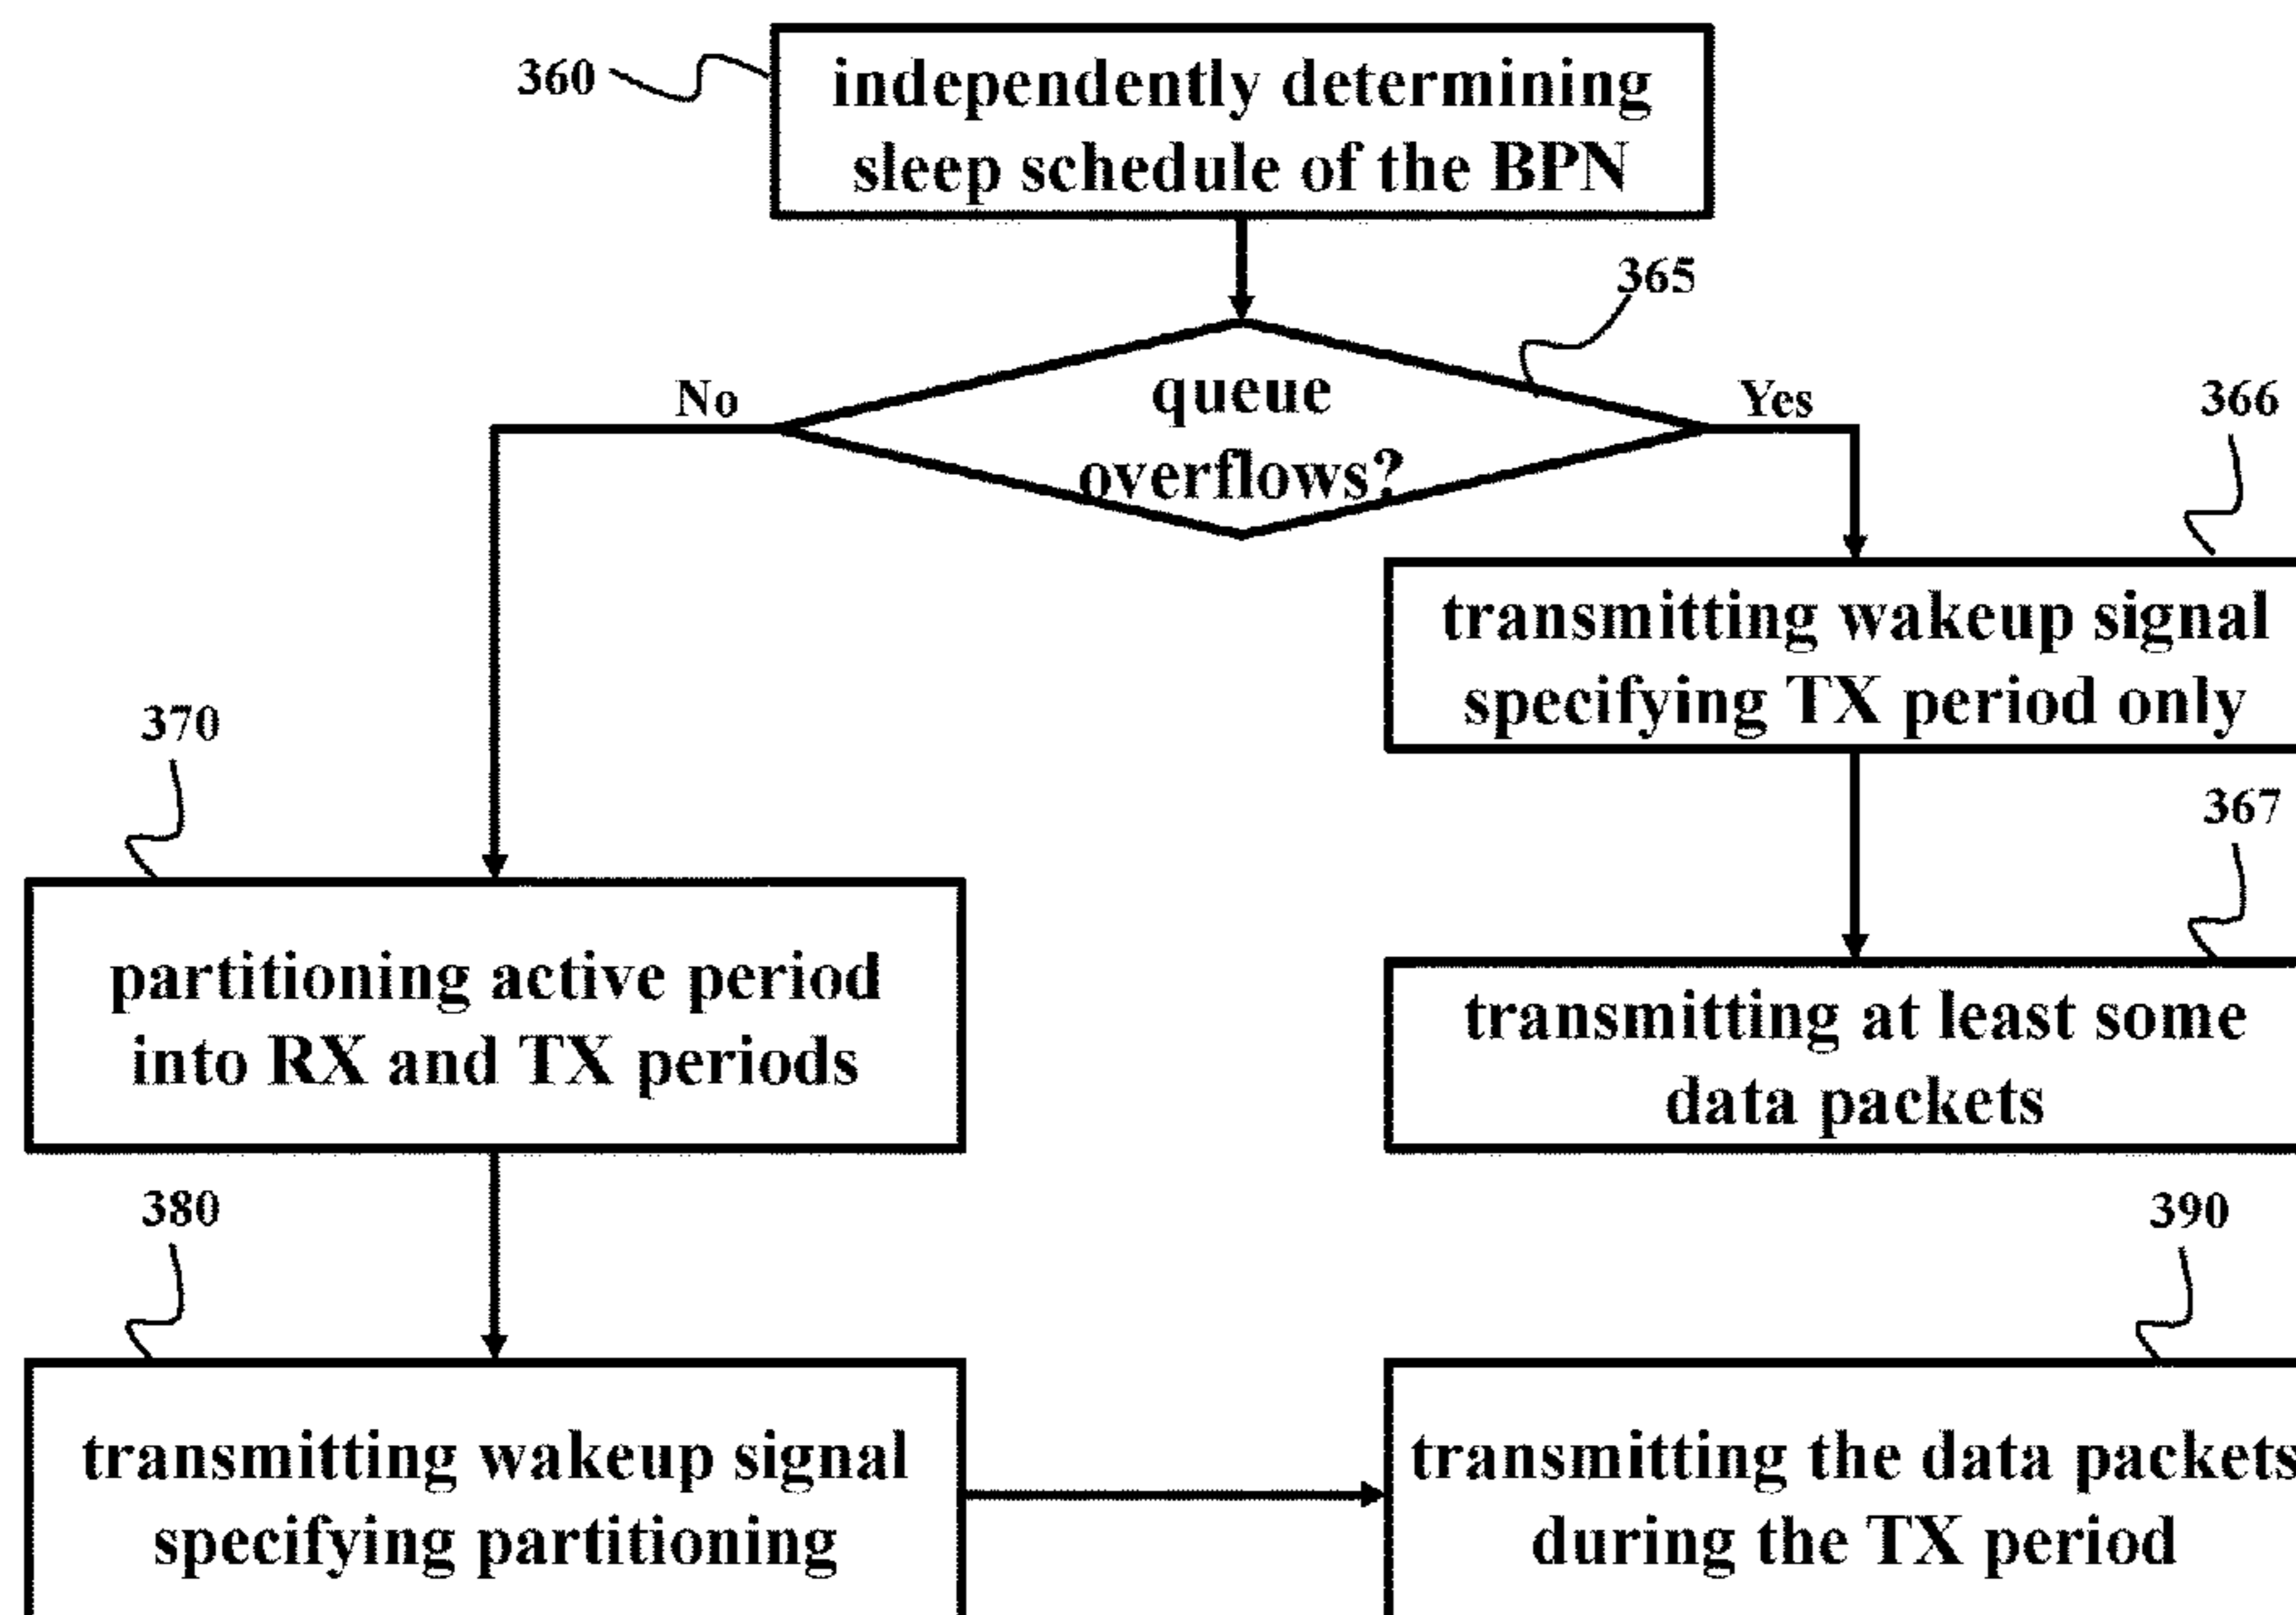 360
independently determining
sleep schedule of the BPN
365
queue
overflows?
No
Yes
366
transmitting wakeup signal
specifying TX period only
367
transmitting at least some
data packets
370
partitioning active period
into RX and TX periods
380
transmitting wakeup signal
specifying partitioning
390
transmitting the data packets
during the TX period